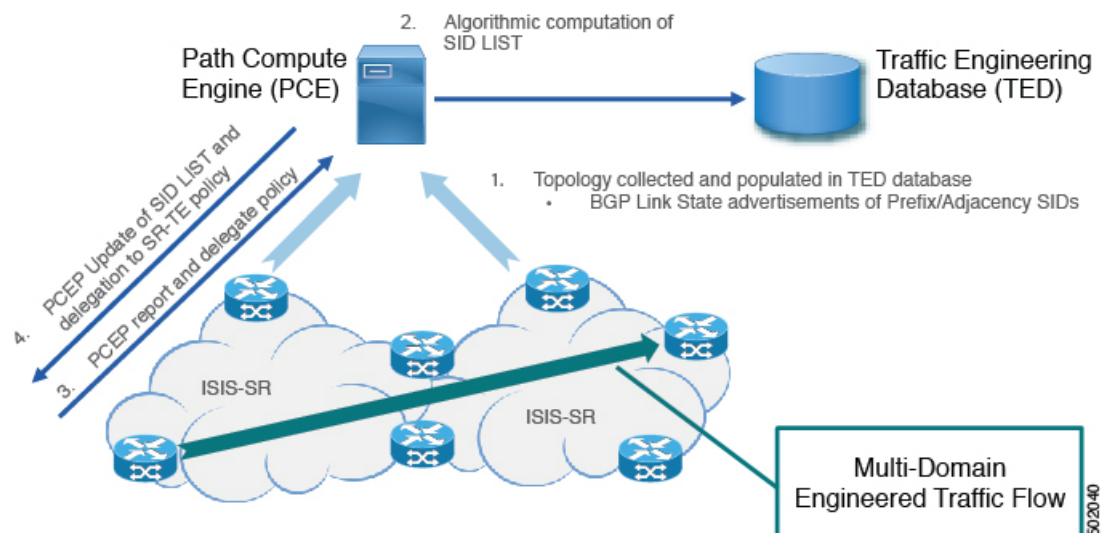 2. Algorithmic computation of
SID LIST
Path Compute
Engine (PCE)
Traffic Engineering
Database (TED)
1. Topology collected and populated in TED database
• BGP Link State advertisements of Prefix/Adjacency SIDs
4. PCEP Update of SID LIST and
delegation to SR-TE policy
3. PCEP report and delegate policy
ISIS-SR
ISIS-SR
Multi-Domain
Engineered Traffic Flow
502040